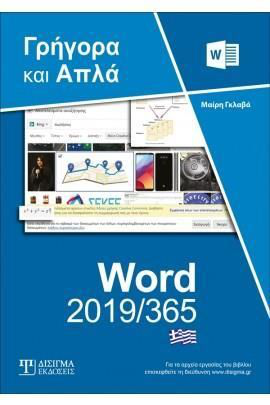 Γρήγορα
και Απλά
W
Μαίρη Γκλαβά
bing
Word
2019/365
ΔΙΣΙΓΜΑ
ΕΚΔΟΣΕΙΣ
Για τα αρχεία εργασίας του βιβλίου
επισκεφθείτε τη διεύθυνση www.disigma.gr